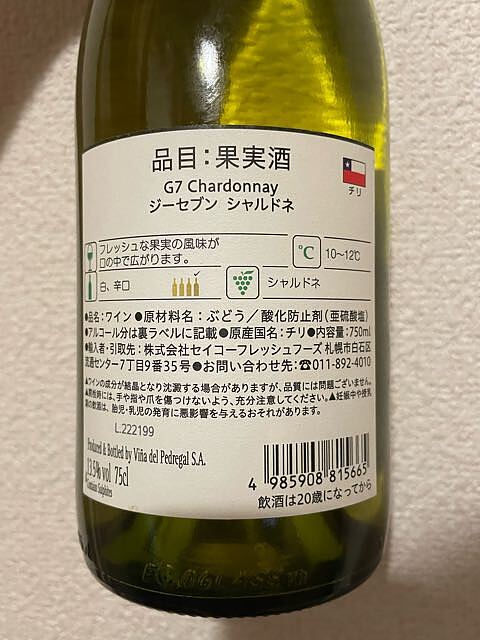 品目:果実酒
G7 Chardonnay
ジーセブン シャルドネ
チリ
フレッシュな果実の風味が
口の中で広がります。
℃ 10〜12℃
白、辛口
シャルドネ
●品名:ワイン ●原材料名:ぶどう/酸化防止剤(亜硫酸塩)
●アルコール分は裏ラベルに記載 ●原産国名:チリ ●内容量:750ml
●輸入者・引取先:株式会社セイコーフレッシュフーズ 札幌市白石区
流通センター7丁目9番35号 ●お問い合わせ先:☎011-892-4010
▲ワインの成分が結晶となり沈澱する場合がありますが、品質には問題ございません。
▲開栓時には、手や指や爪を傷つけないよう、充分注意してください。▲妊娠中や授乳
期の飲酒は、胎児・乳児の発育に悪影響を与えるおそれがあります。
L.222199
Produced & Bottled by Viña del Pedregal S.A.
13.5% vol 75cl
Contains Sulphites
4 985908 815665
飲酒は20歳になってから